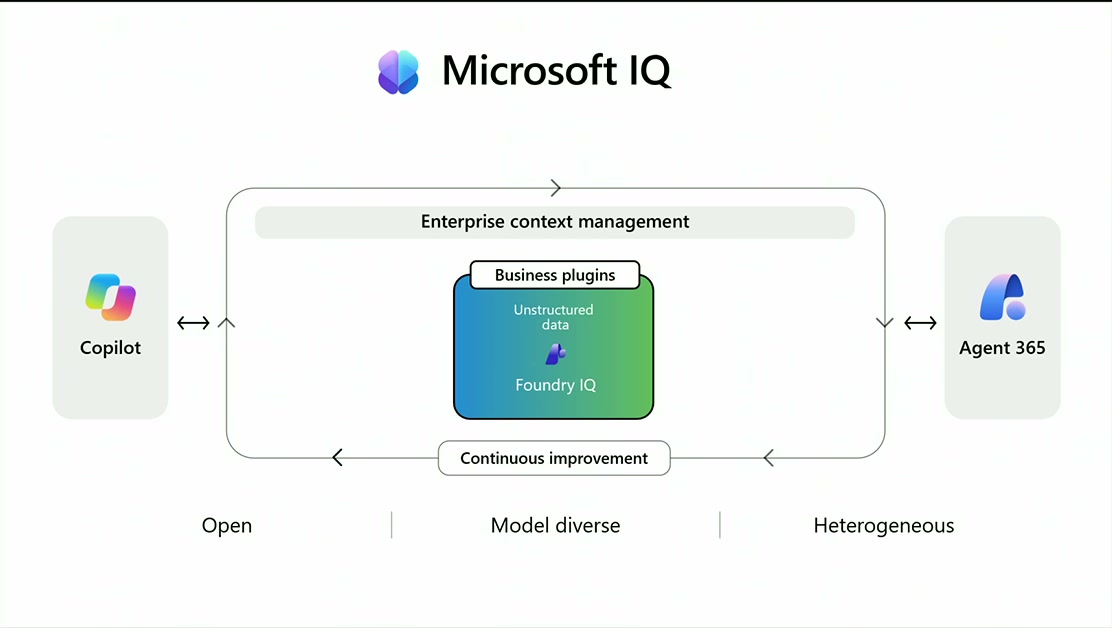 Microsoft IQ
Enterprise context management
Business plugins
Unstructured
data
Foundry IQ
Copilot
Agent 365
Continuous improvement
Open
Model diverse
Heterogeneous